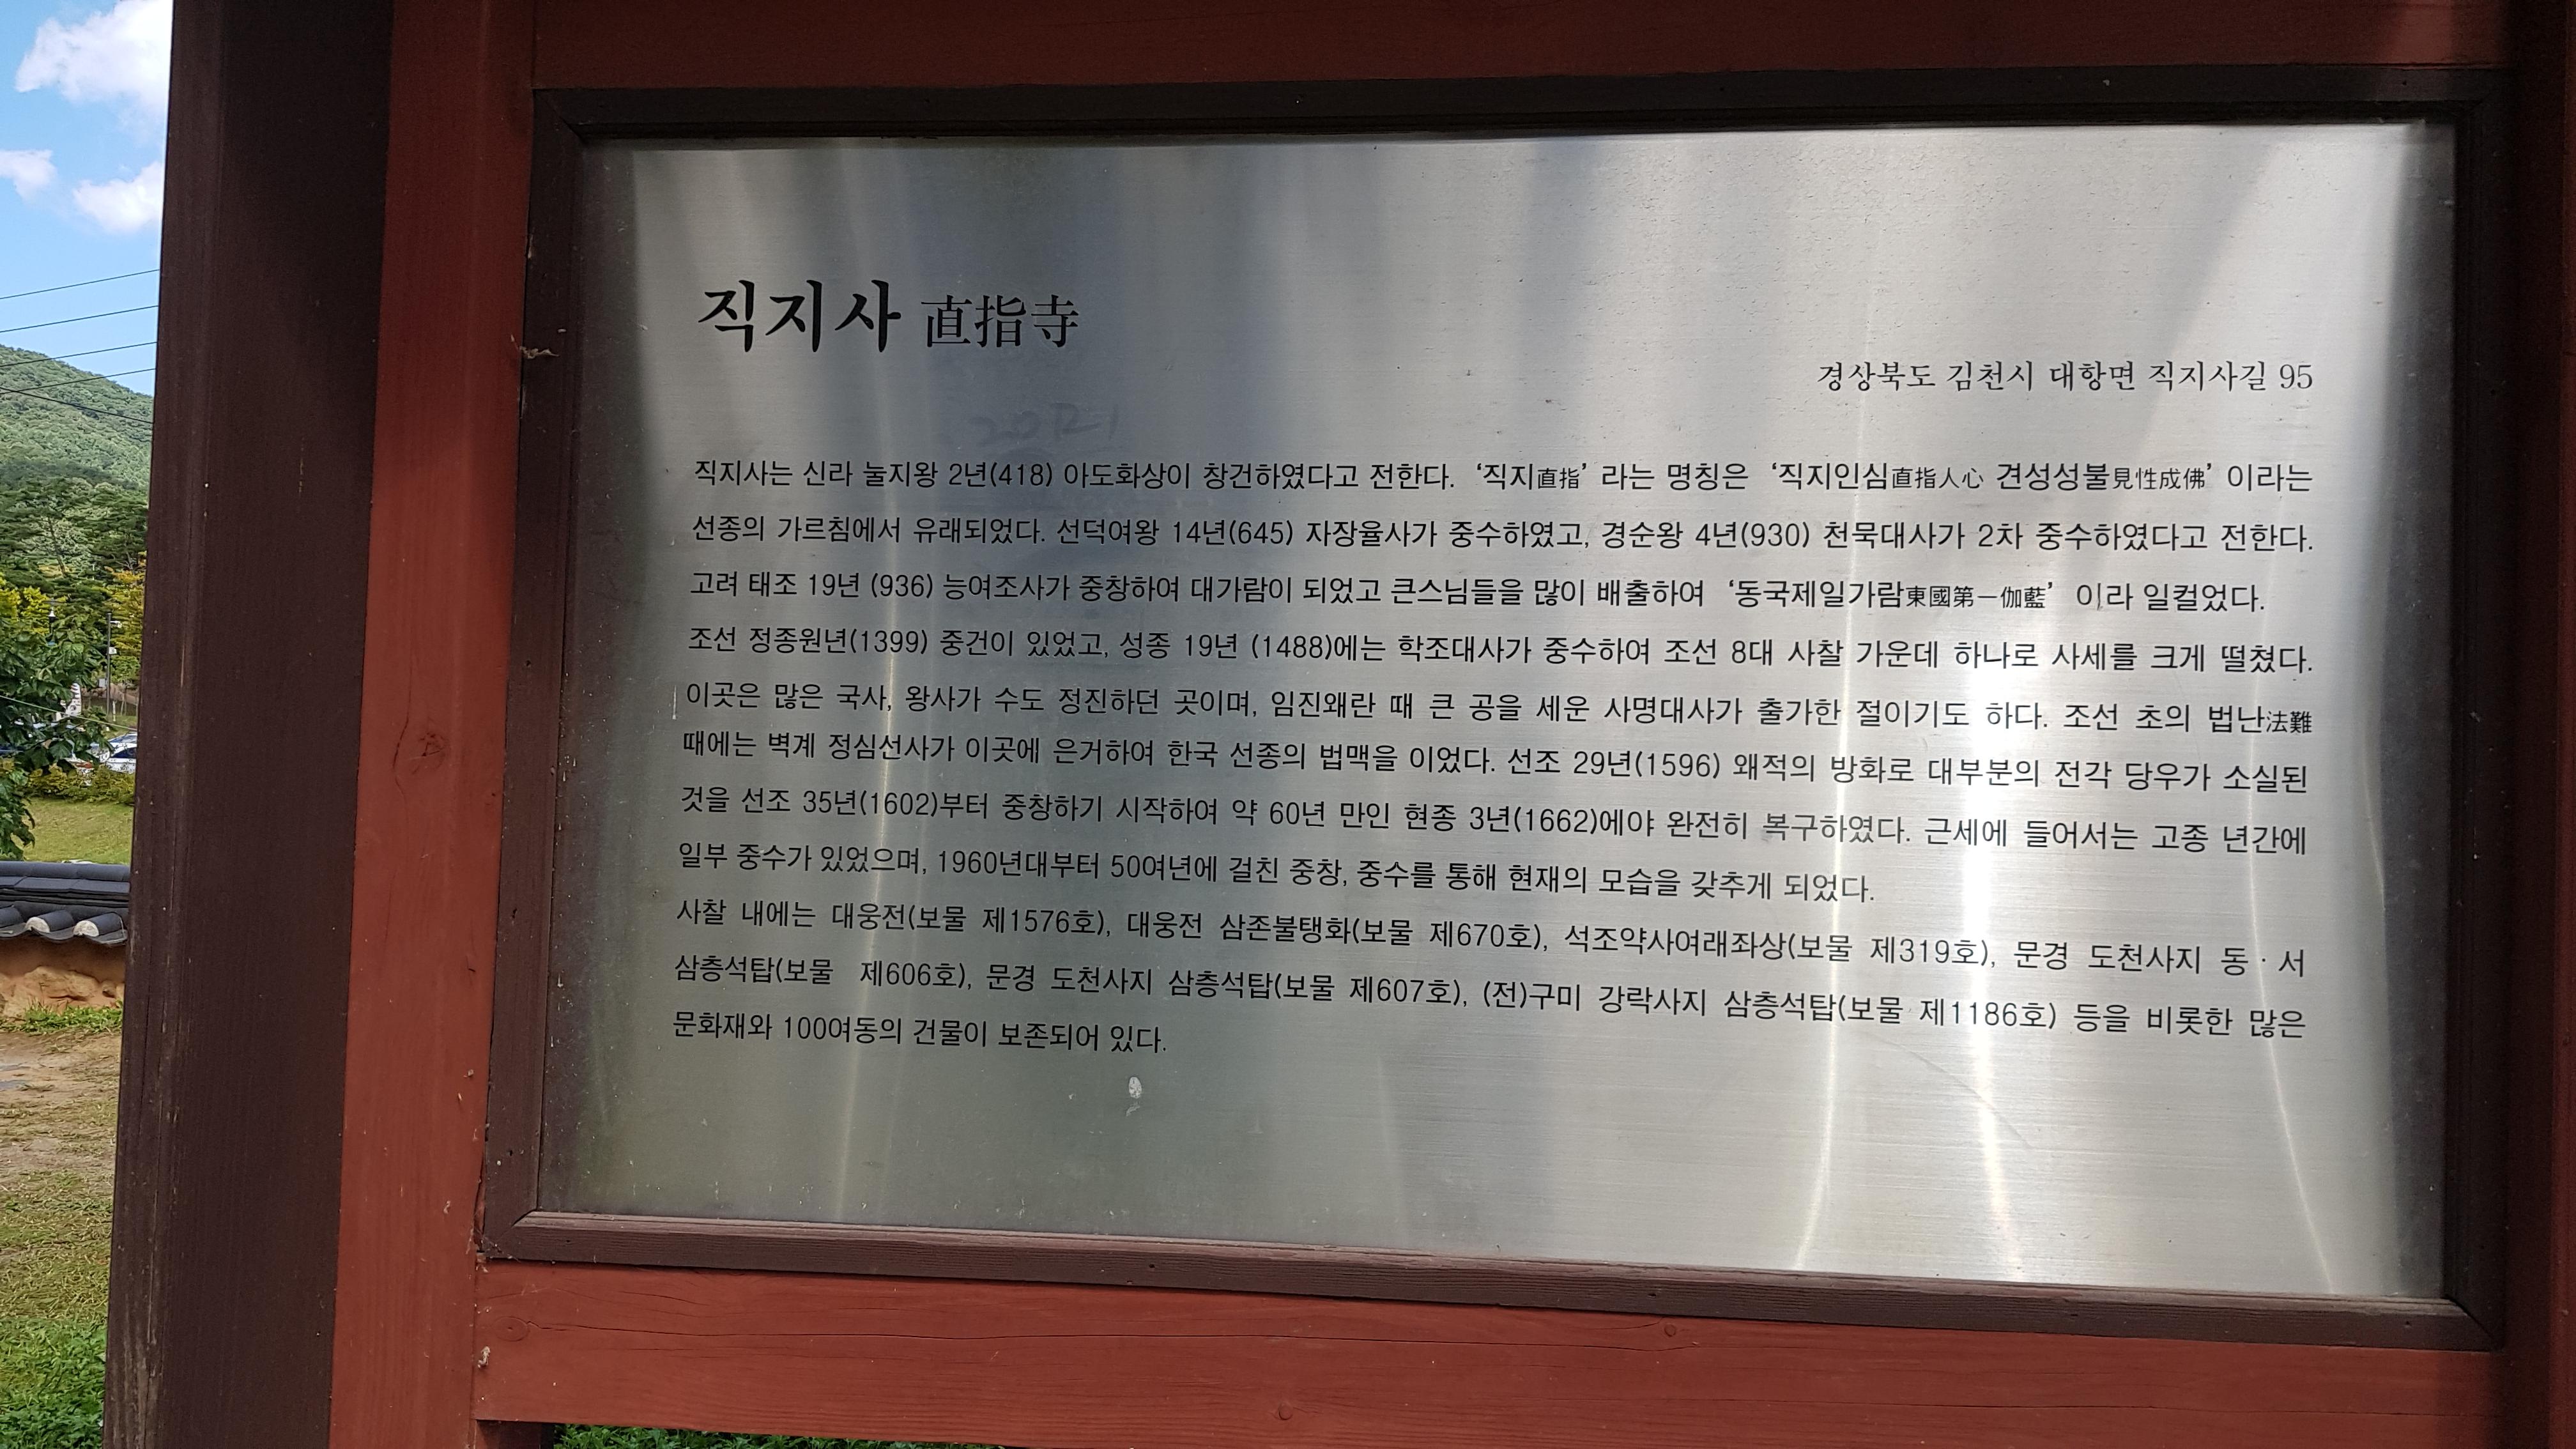 직지사 直指寺
경상북도 김천시 대항면 직지사길 95
직지사는 신라 눌지왕 2년(418) 아도화상이 창건하였다고 전한다. ‘직지直指’ 라는 명칭은 ‘직지인심直指人心 견성성불見性成佛’ 이라는
선종의 가르침에서 유래되었다. 선덕여왕 14년(645) 자장율사가 중수하였고, 경순왕 4년(930) 천묵대사가 2차 중수하였다고 전한다.
고려 태조 19년 (936) 능여조사가 중창하여 대가람이 되었고 큰스님들을 많이 배출하여 ‘동국제일가람東國第一伽藍’ 이라 일컬었다.
조선 정종원년(1399) 중건이 있었고, 성종 19년 (1488)에는 학조대사가 중수하여 조선 8대 사찰 가운데 하나로 사세를 크게 떨쳤다.
이곳은 많은 국사, 왕사가 수도 정진하던 곳이며, 임진왜란 때 큰 공을 세운 사명대사가 출가한 절이기도 하다. 조선 초의 법난法難
때에는 벽계 정심선사가 이곳에 은거하여 한국 선종의 법맥을 이었다. 선조 29년(1596) 왜적의 방화로 대부분의 전각 당우가 소실된
것을 선조 35년(1602)부터 중창하기 시작하여 약 60년 만인 현종 3년(1662)에야 완전히 복구하였다. 근세에 들어서는 고종 년간에
일부 중수가 있었으며, 1960년대부터 50여년에 걸친 중창, 중수를 통해 현재의 모습을 갖추게 되었다.
사찰 내에는 대웅전(보물 제1576호), 대웅전 삼존불탱화(보물 제670호), 석조약사여래좌상(보물 제319호), 문경 도천사지 동·서
삼층석탑(보물 제606호), 문경 도천사지 삼층석탑(보물 제607호), (전)구미 강락사지 삼층석탑(보물 제1186호) 등을 비롯한 많은
문화재와 100여동의 건물이 보존되어 있다.